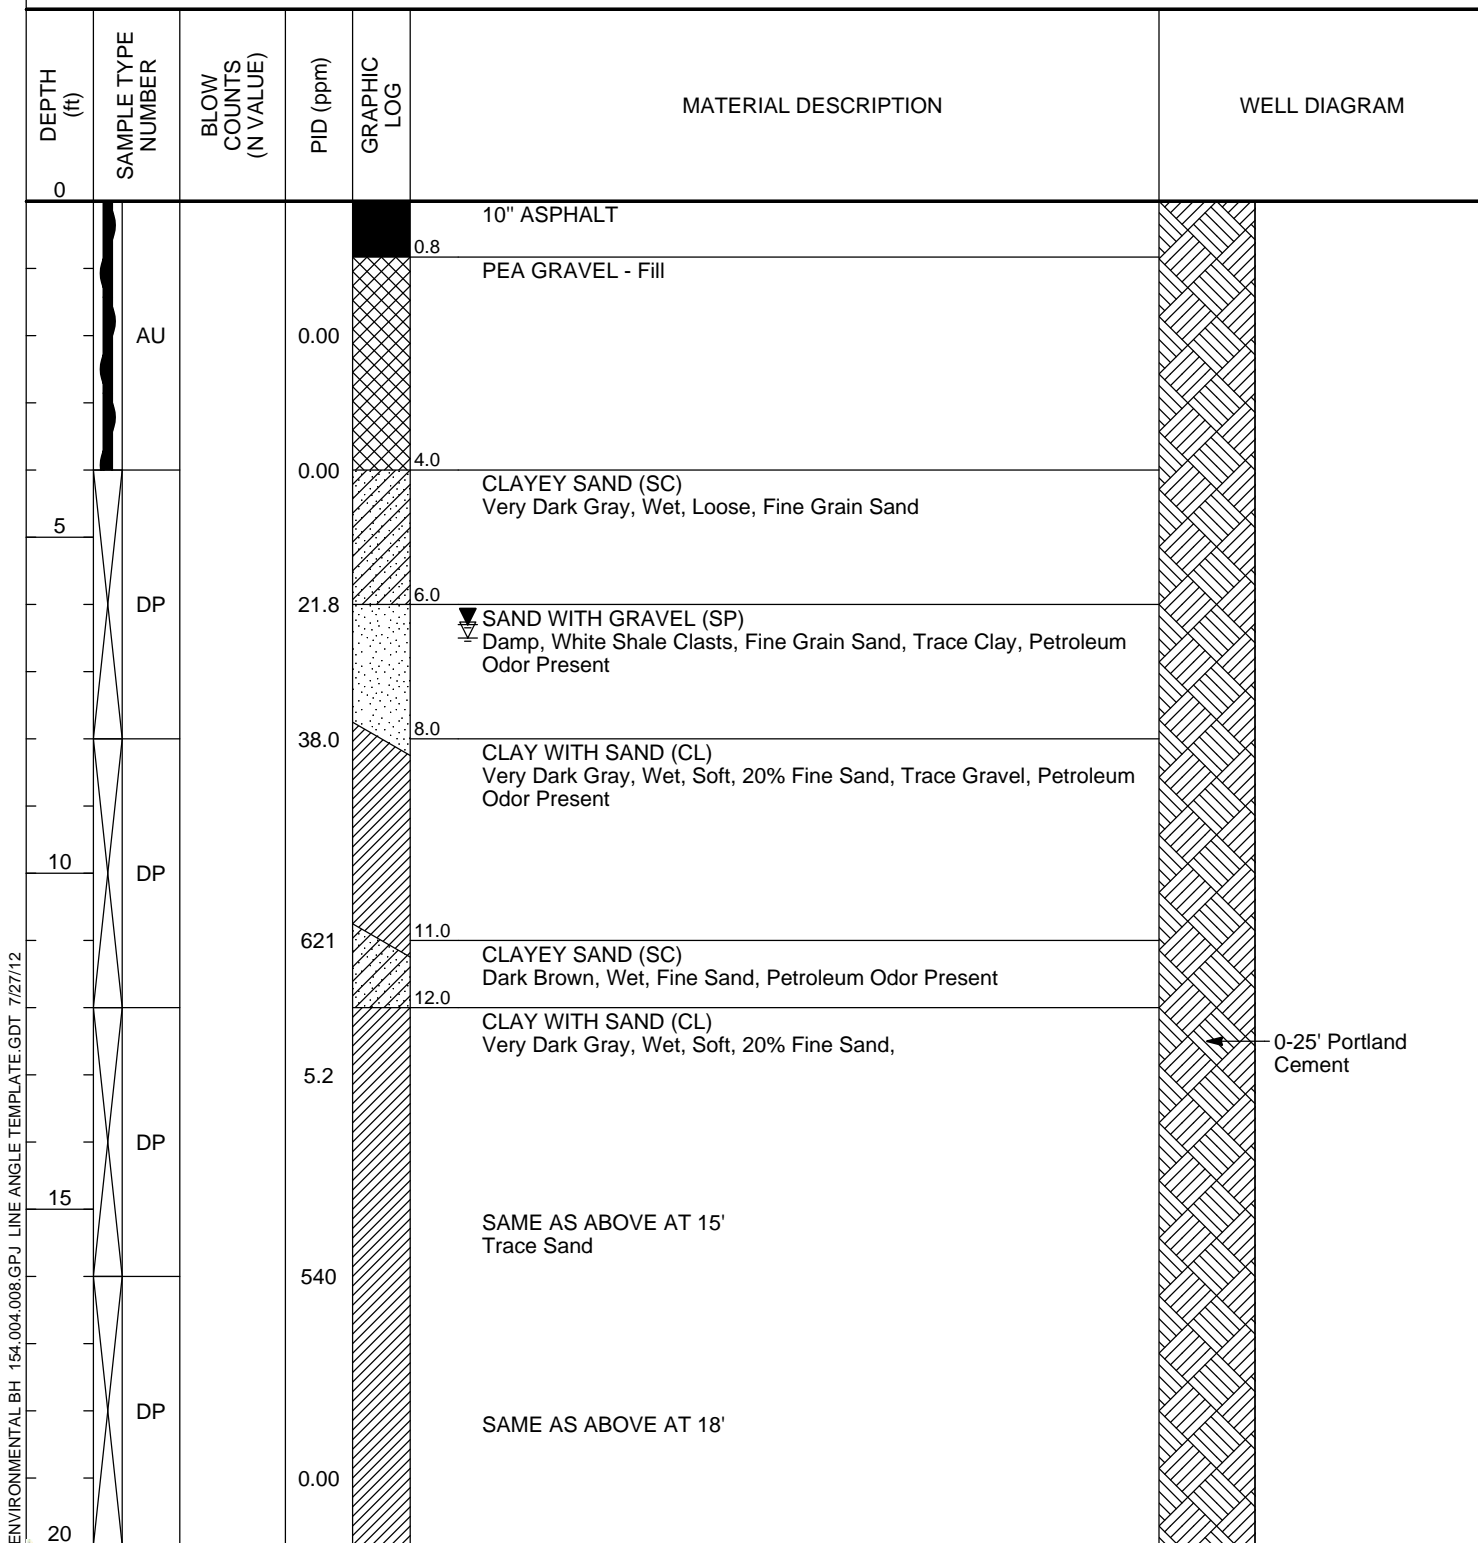 DEPTH
(ft)
SAMPLE TYPE
NUMBER
BLOW
COUNTS
(N VALUE)
PID (ppm)
GRAPHIC
LOG
MATERIAL DESCRIPTION
WELL DIAGRAM
0
10" ASPHALT
0.8
PEA GRAVEL - Fill
AU
0.00
0.00
4.0
CLAYEY SAND (SC)
Very Dark Gray, Wet, Loose, Fine Grain Sand
5
DP
21.8
6.0
SAND WITH GRAVEL (SP)
Damp, White Shale Clasts, Fine Grain Sand, Trace Clay, Petroleum
Odor Present
38.0
8.0
CLAY WITH SAND (CL)
Very Dark Gray, Wet, Soft, 20% Fine Sand, Trace Gravel, Petroleum
Odor Present
10
DP
621
11.0
CLAYEY SAND (SC)
Dark Brown, Wet, Fine Sand, Petroleum Odor Present
12.0
CLAY WITH SAND (CL)
Very Dark Gray, Wet, Soft, 20% Fine Sand,
0-25' Portland
Cement
5.2
DP
15
SAME AS ABOVE AT 15'
Trace Sand
540
DP
SAME AS ABOVE AT 18'
0.00
20
ENVIRONMENTAL BH 154.004.008.GPJ LINE ANGLE TEMPLATE.GDT 7/27/12